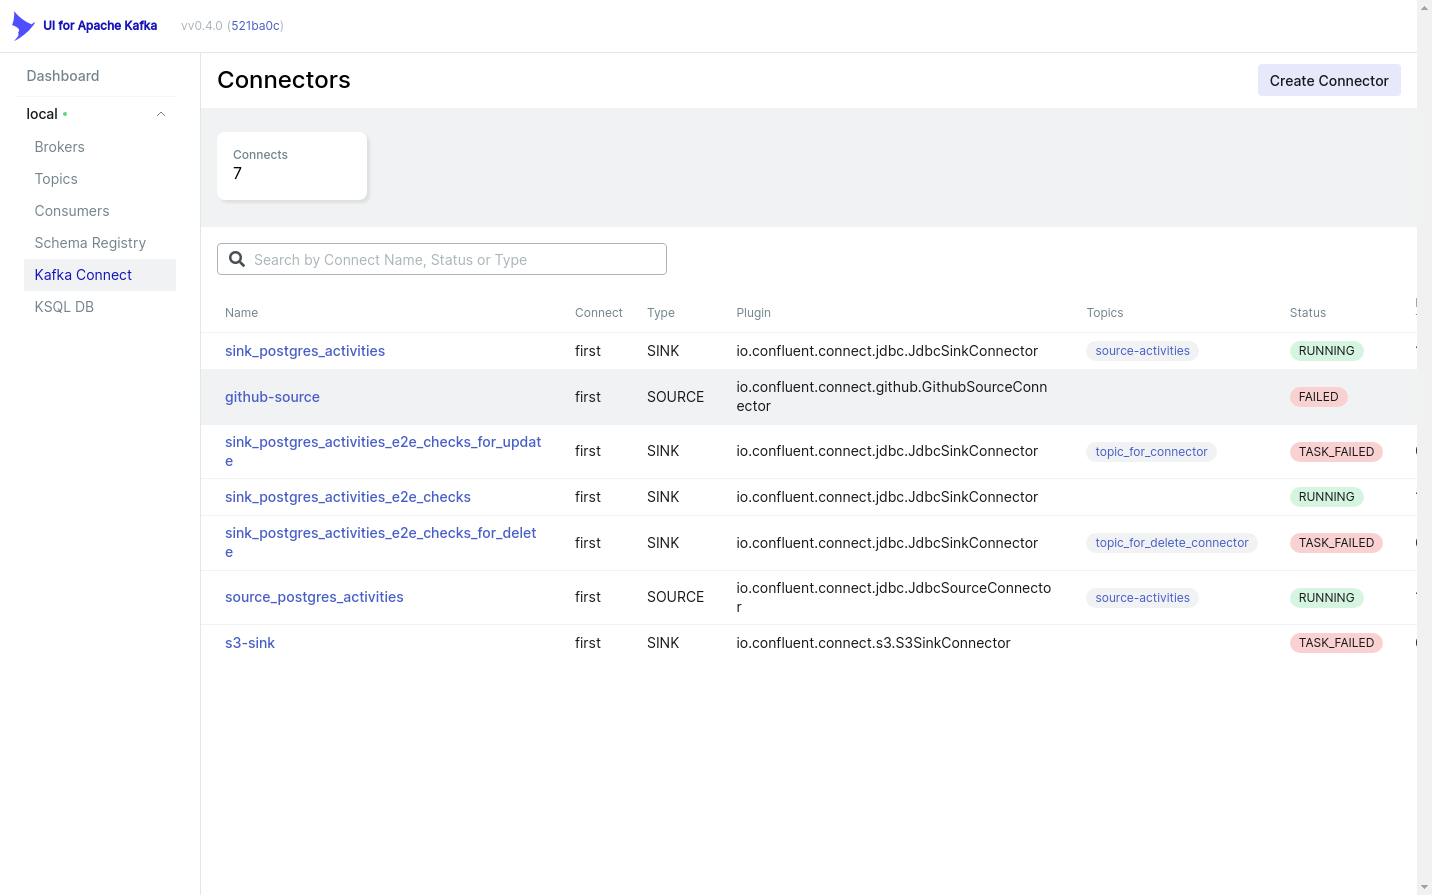 UI for Apache Kafka vv0.4.0 (521ba0c)
Dashboard
local
Brokers
Topics
Consumers
Schema Registry
Kafka Connect
KSQL DB
Connectors
Create Connector
Connects
7
Search by Connect Name, Status or Type
Name Connect Type Plugin Topics Status
sink_postgres_activities first SINK io.confluent.connect.jdbc.JdbcSinkConnector source-activities RUNNING
github-source first SOURCE io.confluent.connect.github.GithubSourceConn
ector FAILED
sink_postgres_activities_e2e_checks_for_updat
e first SINK io.confluent.connect.jdbc.JdbcSinkConnector topic_for_connector TASK_FAILED
sink_postgres_activities_e2e_checks first SINK io.confluent.connect.jdbc.JdbcSinkConnector RUNNING
sink_postgres_activities_e2e_checks_for_delet
e first SINK io.confluent.connect.jdbc.JdbcSinkConnector topic_for_delete_connector TASK_FAILED
source_postgres_activities first SOURCE io.confluent.connect.jdbc.JdbcSourceConnecto
r source-activities RUNNING
s3-sink first SINK io.confluent.connect.s3.S3SinkConnector TASK_FAILED